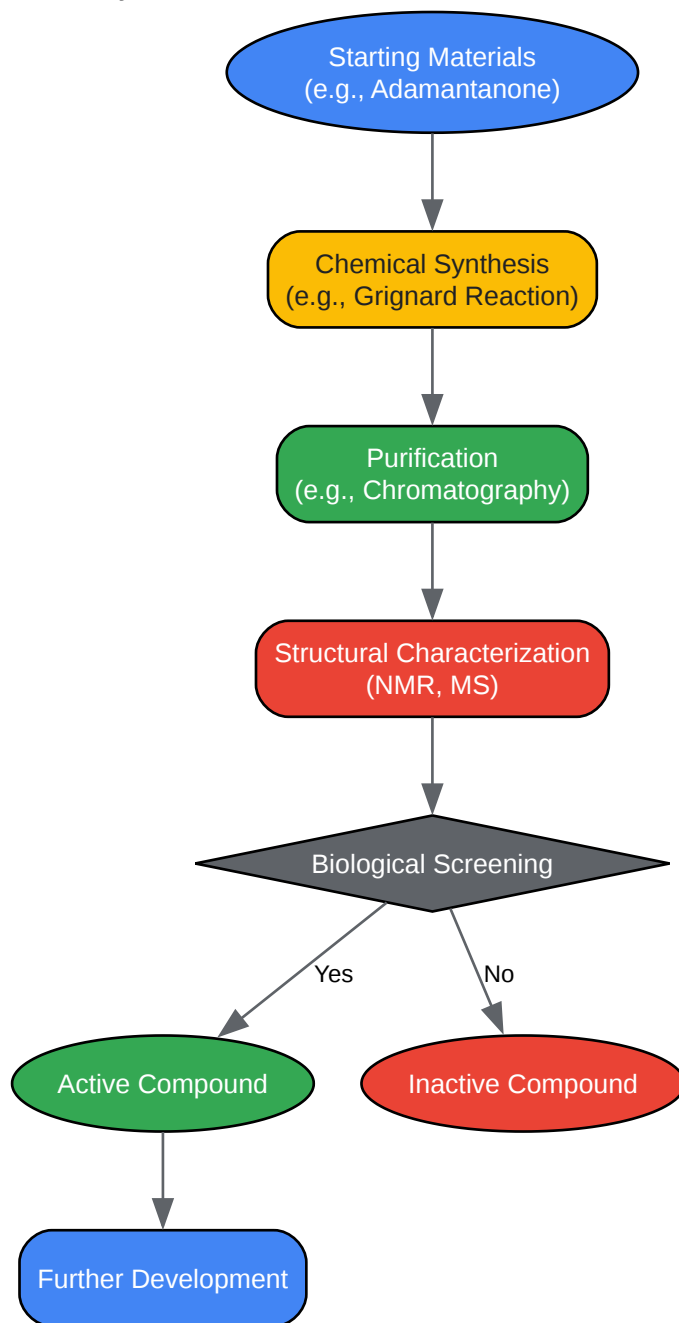 Starting Materials
(e.g., Adamantanone)
Chemical Synthesis
(e.g., Grignard Reaction)
Purification
(e.g., Chromatography)
Structural Characterization
(NMR, MS)
Biological Screening
Yes
No
Active Compound
Inactive Compound
Further Development